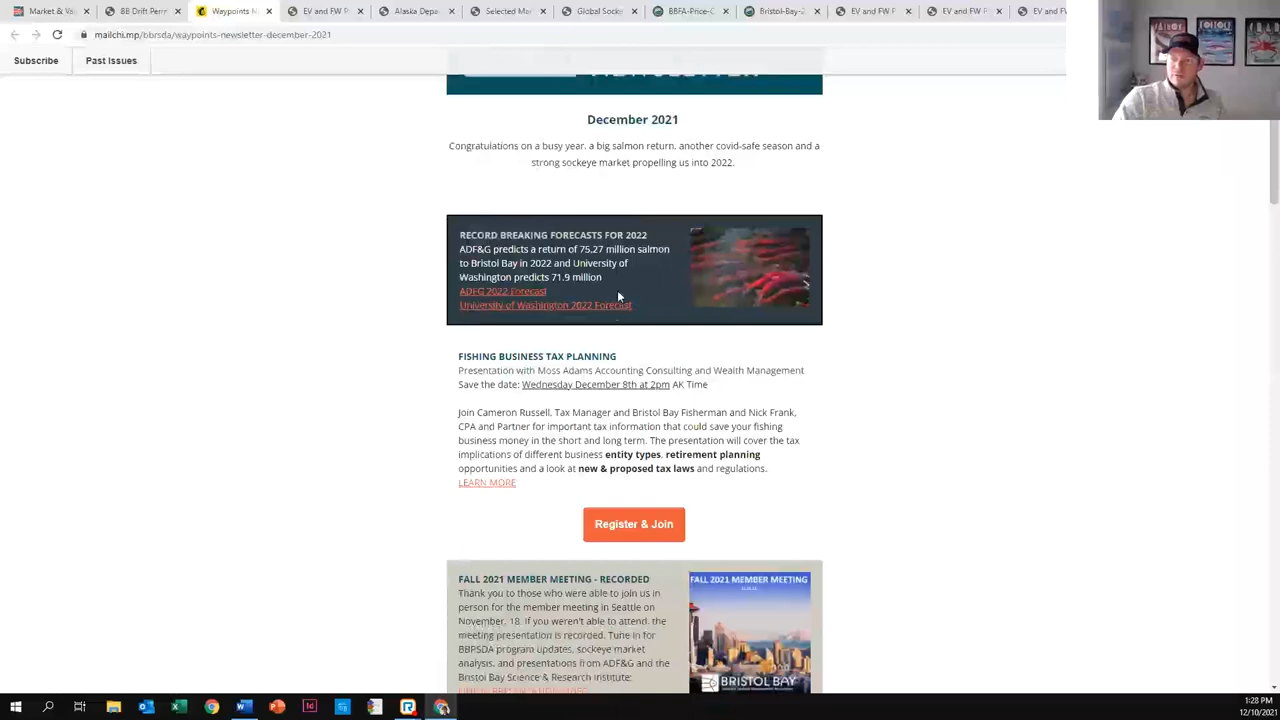 Market. &
BB Drift Perm
Waypoints N
EV and FW P
Alaska Depa
Selected Mar
Global Socke
BBFA-Price-C
Bristol-Bay-2
EV and FW P
EV and FW P
EV and FW P
mailchi.mp/bbrsda/waypoints-newsletter-december-2021
Subscribe
Past Issues
December 2021
Congratulations on a busy year, a big salmon return, another covid-safe season and a
strong sockeye market propelling us into 2022.
RECORD BREAKING FORECASTS FOR 2022
ADF&G predicts a return of 75.27 million salmon
to Bristol Bay in 2022 and University of
Washington predicts 71.9 million
ADFG 2022 Forecast
University of Washington 2022 Forecast
FISHING BUSINESS TAX PLANNING
Presentation with Moss Adams Accounting Consulting and Wealth Management
Save the date: Wednesday December 8th at 2pm AK Time
Join Cameron Russell, Tax Manager and Bristol Bay Fisherman and Nick Frank,
CPA and Partner for important tax information that could save your fishing
business money in the short and long term. The presentation will cover the tax
implications of different business entity types, retirement planning
opportunities and a look at new & proposed tax laws and regulations.
LEARN MORE
Register & Join
FALL 2021 MEMBER MEETING - RECORDED
Thank you to those who were able to join us in
person for the member meeting in Seattle on
November, 18. If you weren't able to attend, the
meeting presentation is recorded. Tune in for
BBRSDA program updates, sockeye market
analysis, and presentations from ADF&G and the
Bristol Bay Science & Research Institute:
FALL 2021 MEMBER MEETING
BRISTOL BAY
1:28 PM
12/10/2021